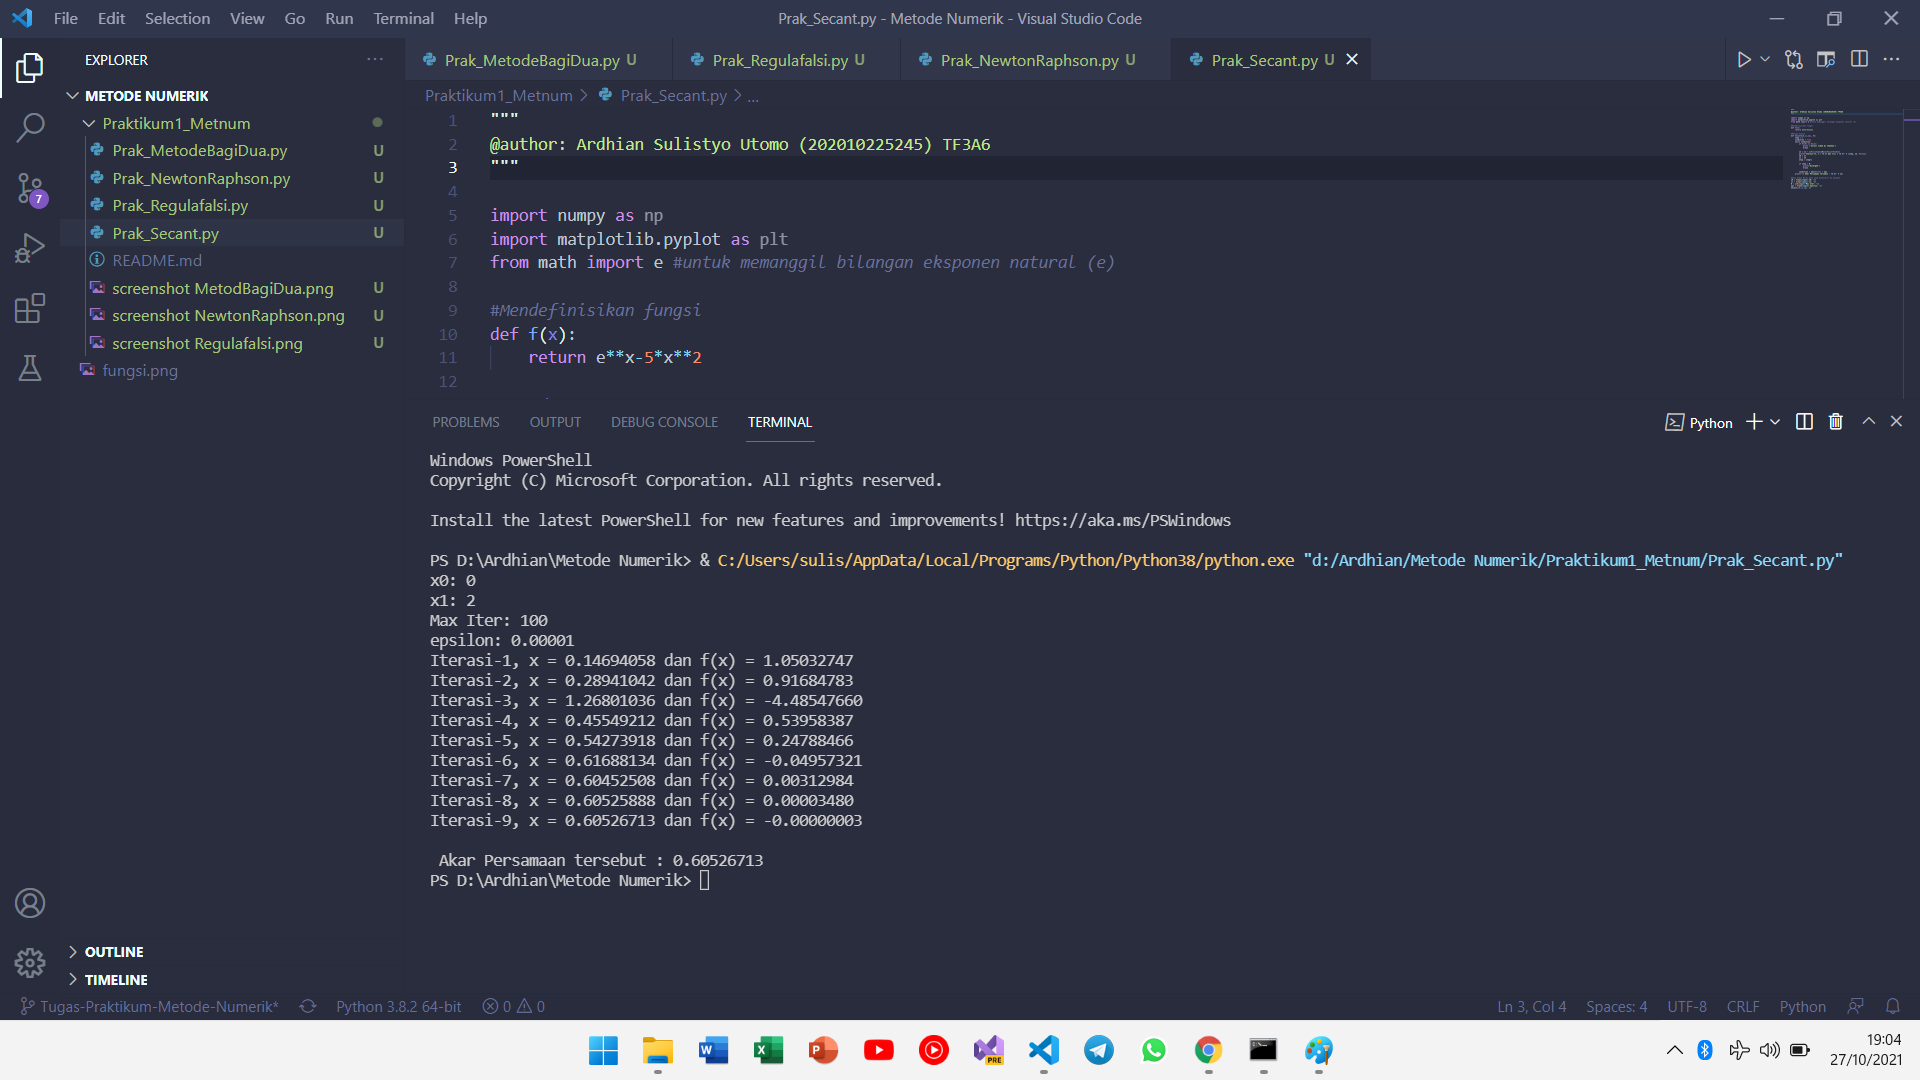 File Edit Selection View Go Run Terminal Help
Prak_Secant.py - Metode Numerik - Visual Studio Code
EXPLORER
METODE NUMERIK
Praktikum1_Metnum
Prak_MetodeBagiDua.py U
Prak_NewtonRaphson.py U
Prak_Regulafalsi.py U
Prak_Secant.py U
README.md
screenshot MetodBagiDua.png U
screenshot NewtonRaphson.png U
screenshot Regulafalsi.png U
fungsi.png
7
OUTLINE
TIMELINE
Prak_MetodeBagiDua.py U Prak_Regulafalsi.py U Prak_NewtonRaphson.py U Prak_Secant.py U
Praktikum1_Metnum > Prak_Secant.py > ...
1 """
2 @author: Ardhian Sulistyo Utomo (202010225245) TF3A6
3 """
4
5 import numpy as np
6 import matplotlib.pyplot as plt
7 from math import e #untuk memanggil bilangan eksponen natural (e)
8
9 #Mendefinisikan fungsi
10 def f(x):
11 return e**x-5*x**2
12
PROBLEMS OUTPUT DEBUG CONSOLE TERMINAL
Python
Windows PowerShell
Copyright (C) Microsoft Corporation. All rights reserved.
Install the latest PowerShell for new features and improvements! https://aka.ms/PSWindows
PS D:\Ardhian\Metode Numerik> & C:/Users/sulis/AppData/Local/Programs/Python/Python38/python.exe "d:/Ardhian/Metode Numerik/Praktikum1_Metnum/Prak_Secant.py"
x0: 0
x1: 2
Max Iter: 100
epsilon: 0.00001
Iterasi-1, x = 0.14694058 dan f(x) = 1.05032747
Iterasi-2, x = 0.28941042 dan f(x) = 0.91684783
Iterasi-3, x = 1.26801036 dan f(x) = -4.48547660
Iterasi-4, x = 0.45549212 dan f(x) = 0.53958387
Iterasi-5, x = 0.54273918 dan f(x) = 0.24788466
Iterasi-6, x = 0.61688134 dan f(x) = -0.04957321
Iterasi-7, x = 0.60452508 dan f(x) = 0.00312984
Iterasi-8, x = 0.60525888 dan f(x) = 0.00003480
Iterasi-9, x = 0.60526713 dan f(x) = -0.00000003
Akar Persamaan tersebut : 0.60526713
PS D:\Ardhian\Metode Numerik>
Tugas-Praktikum-Metode-Numerik* Python 3.8.2 64-bit 0 0
Ln 3, Col 4 Spaces: 4 UTF-8 CRLF Python
PRE
19:04
27/10/2021